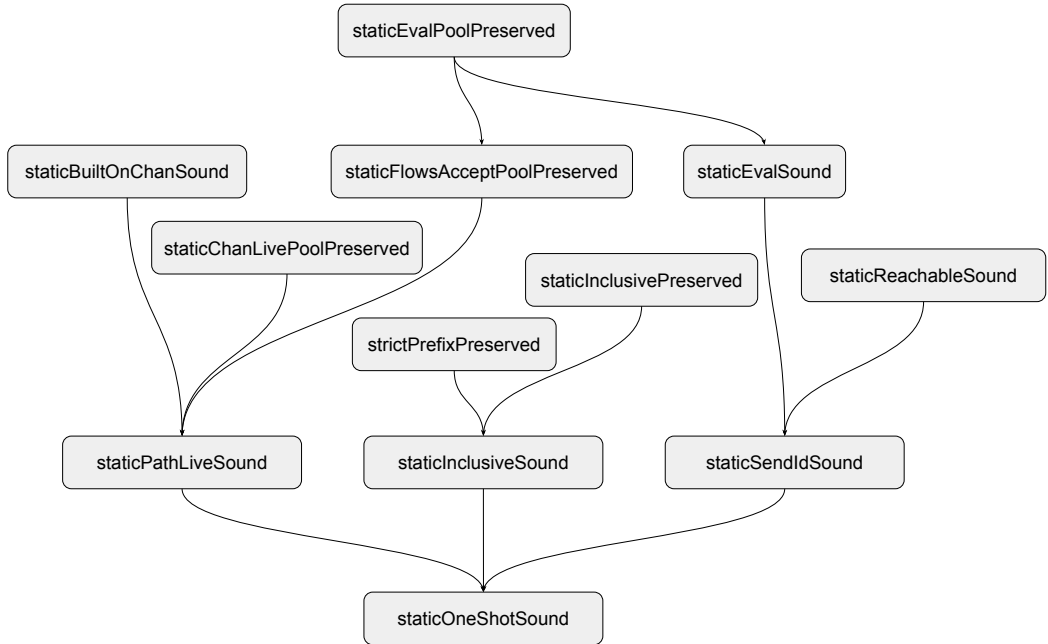 staticEvalPoolPreserved
staticBuiltOnChanSound
staticFlowsAcceptPoolPreserved
staticEvalSound
staticChanLivePoolPreserved
staticInclusivePreserved
staticReachableSound
strictPrefixPreserved
staticPathLiveSound
staticInclusiveSound
staticSendIdSound
staticOneShotSound